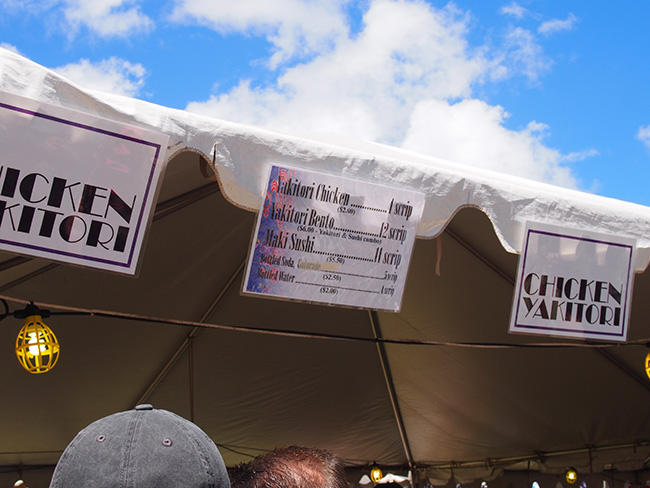 CHICKEN
YAKITORI
Yakitori Chicken..............4 scrip
($2.00)
Yakitori Bento..............12 scrip
($6.00 - Yakitori & Sushi combo)
Maki Sushi..............11 scrip
($5.50)
Bottled Soda, Gatorade..............5 scrip
($2.50)
Bottled Water..............4 scrip
($2.00)
CHICKEN
YAKITORI